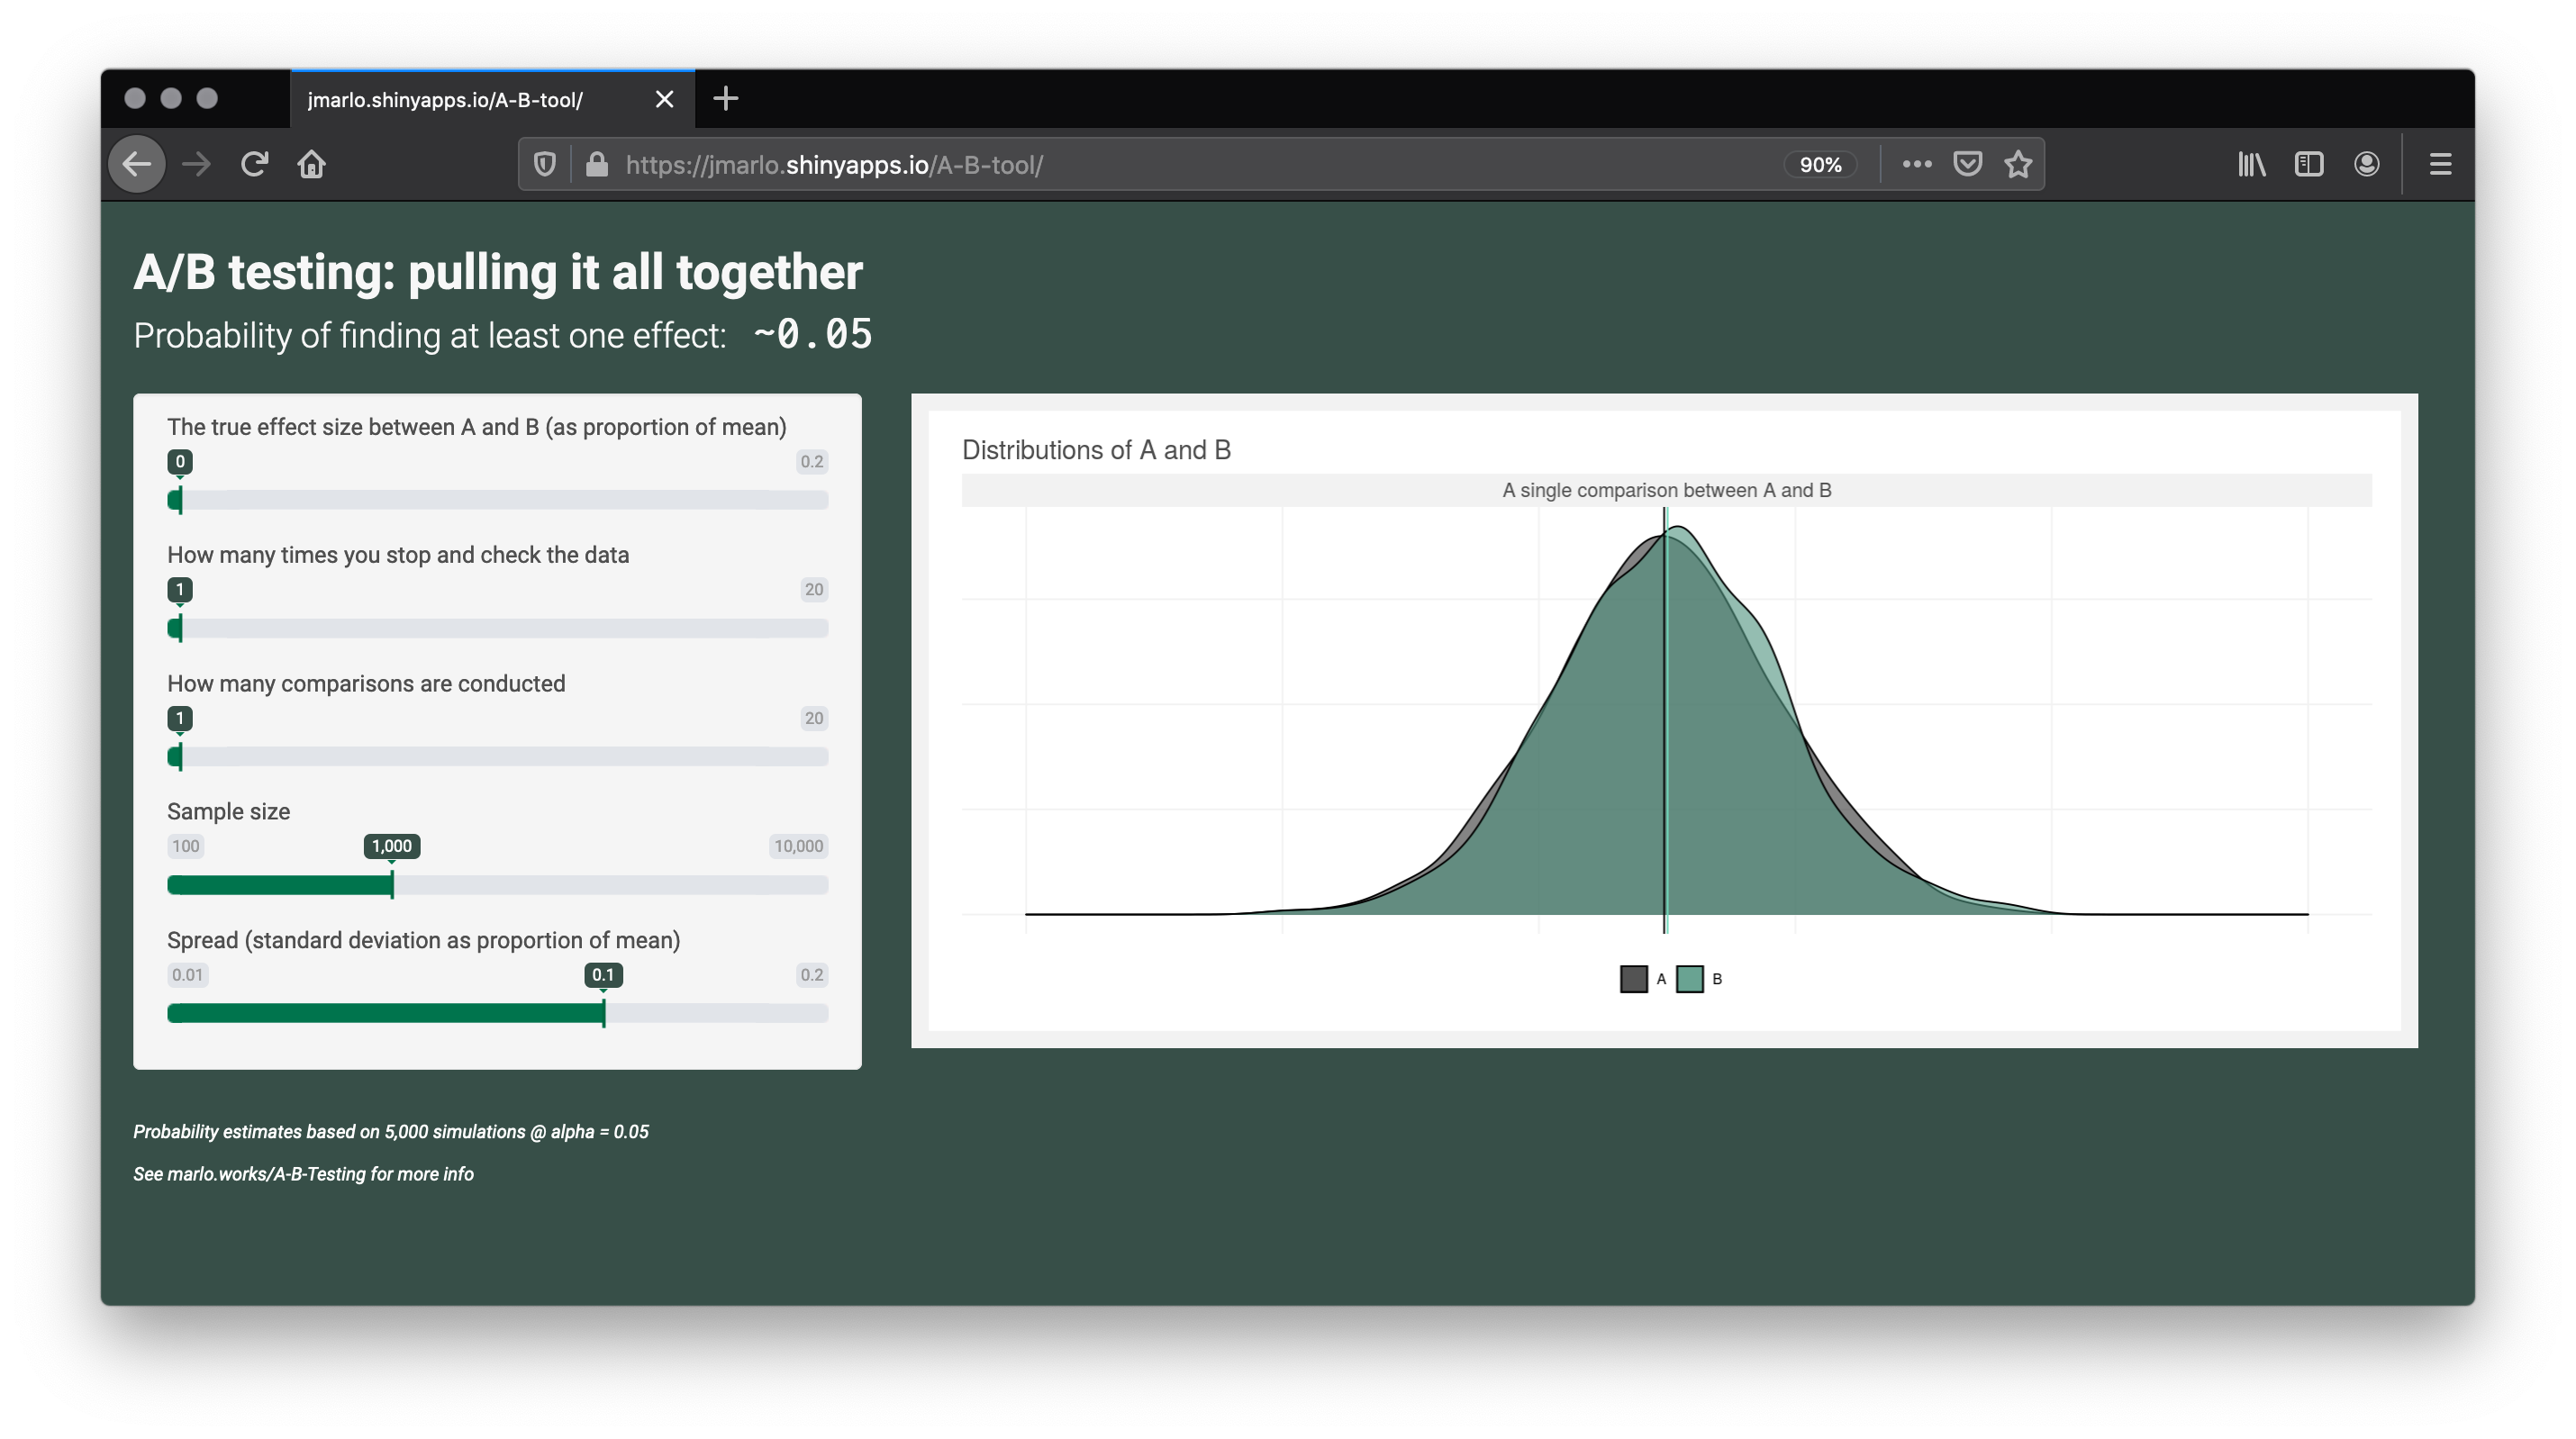 jmarlo.shinyapps.io/A-B-tool/
https://jmarlo.shinyapps.io/A-B-tool/
90%
A/B testing: pulling it all together
Probability of finding at least one effect: ~0.05
The true effect size between A and B (as proportion of mean)
0 0.2
How many times you stop and check the data
1 20
How many comparisons are conducted
1 20
Sample size
100 1,000 10,000
Spread (standard deviation as proportion of mean)
0.01 0.1 0.2
Distributions of A and B
A single comparison between A and B
A B
Probability estimates based on 5,000 simulations @ alpha = 0.05
See marlo.works/A-B-Testing for more info